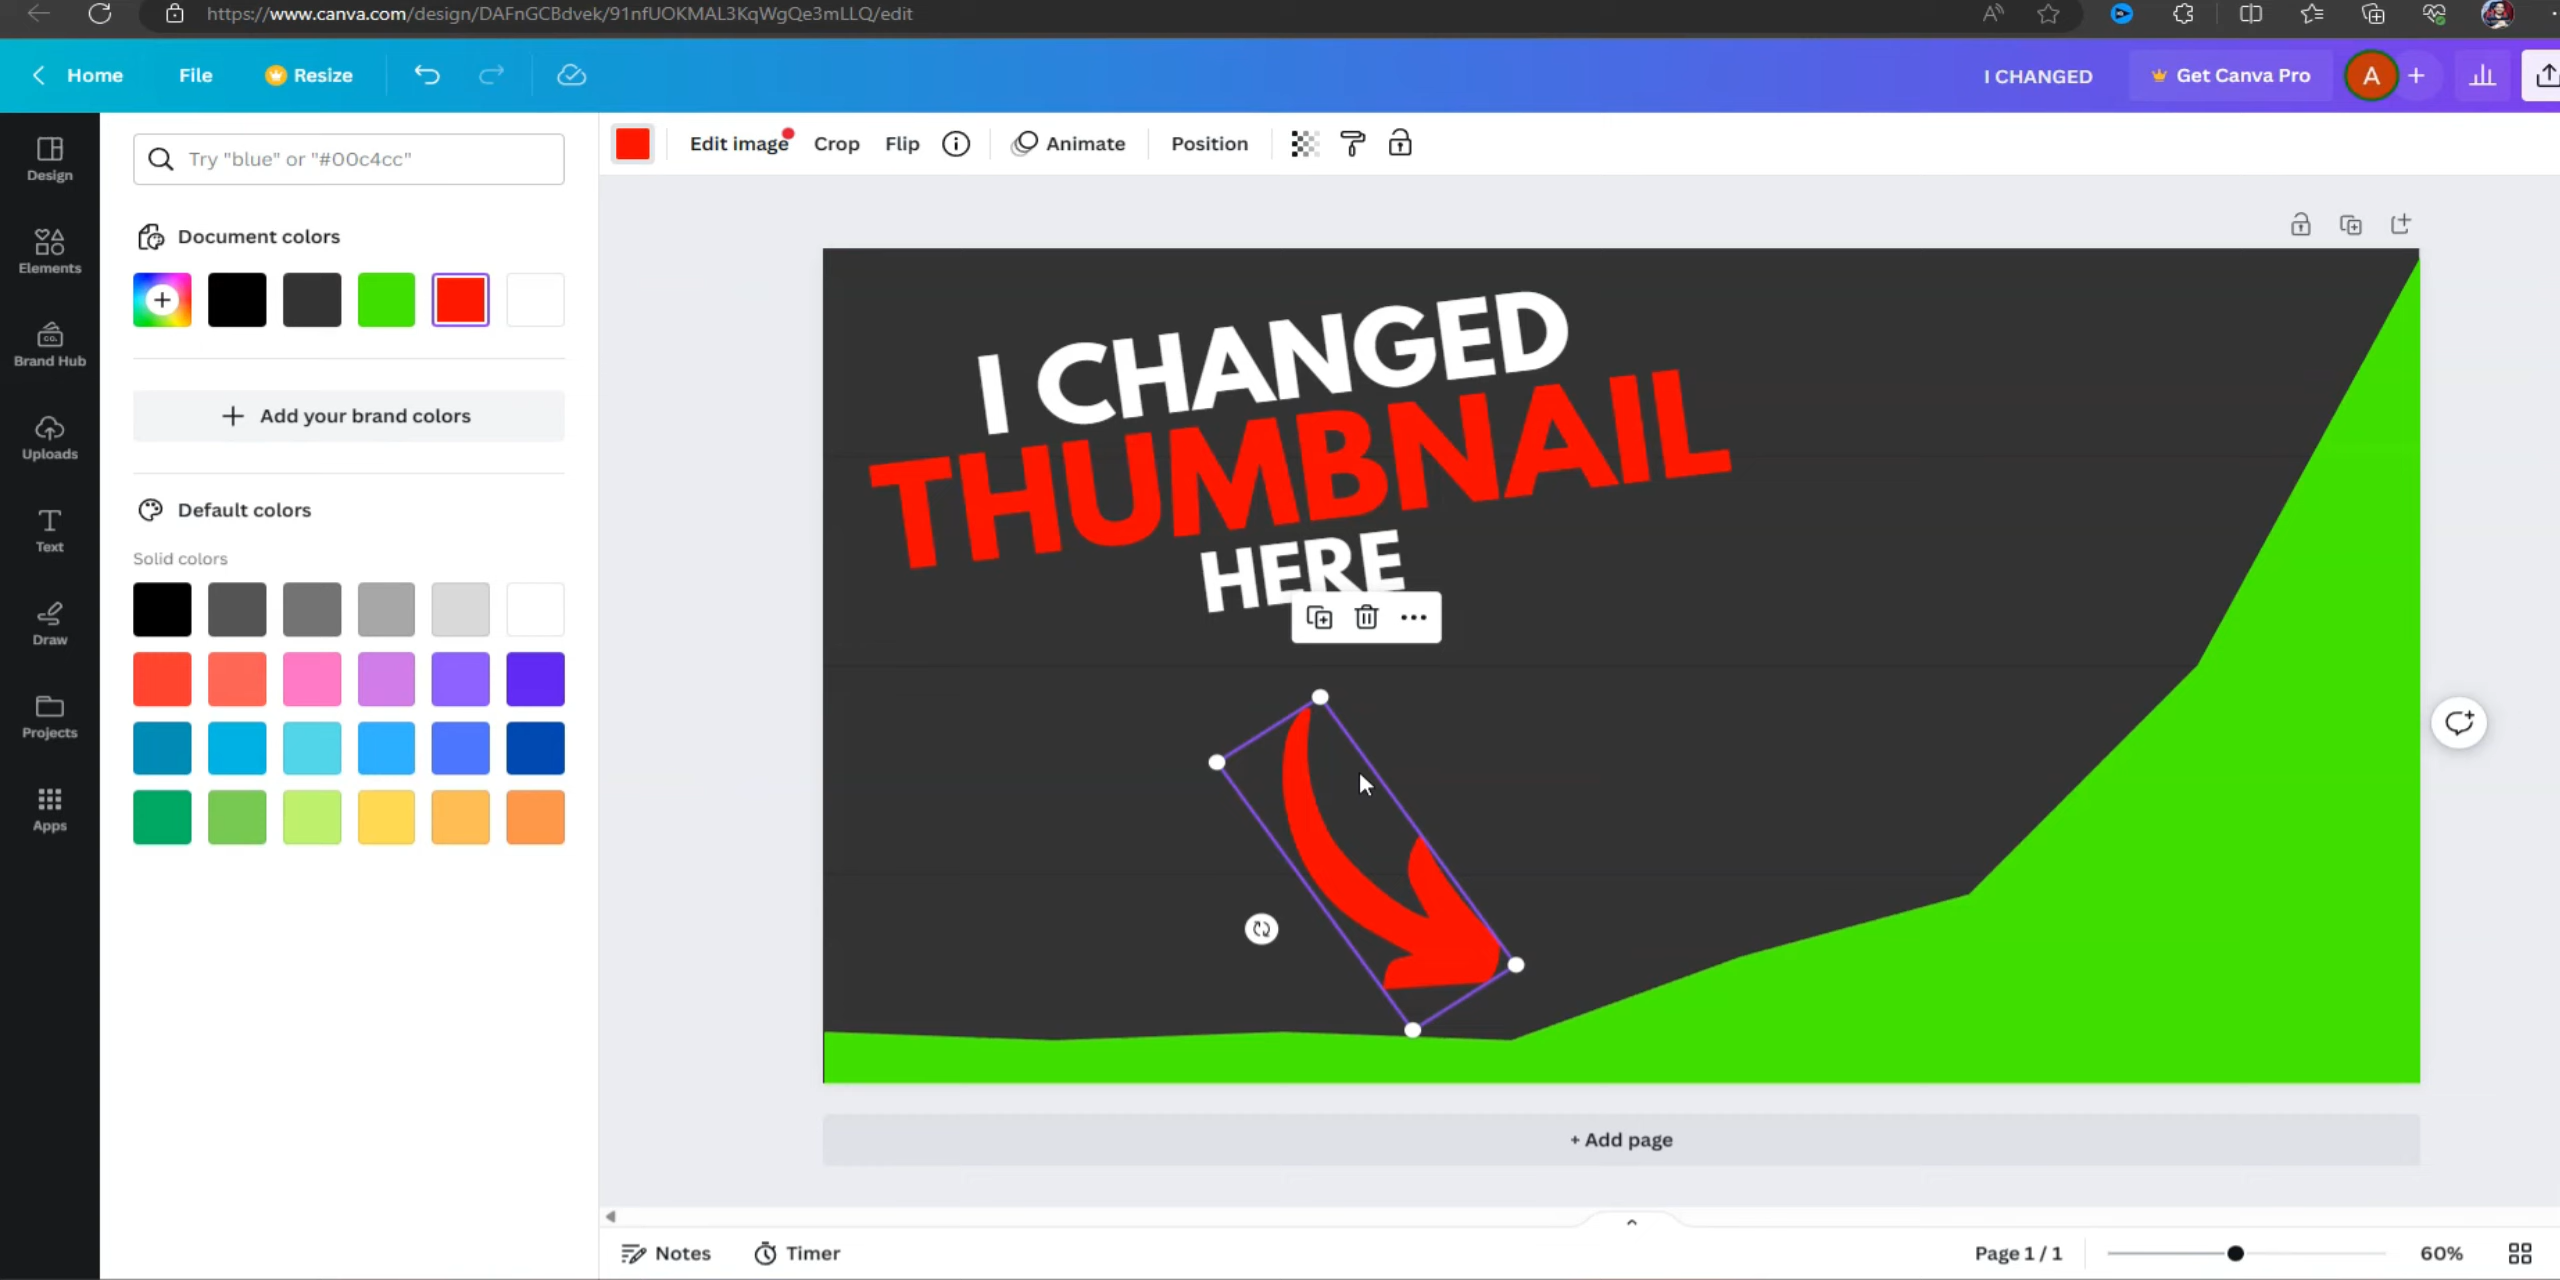 https://www.canva.com/design/DAFnGCBdvek/91nfUOKMAL3KqWgQe3mLLQ/edit
Home
File
Resize
I CHANGED
Get Canva Pro
A
Design
Elements
Brand Hub
Uploads
Text
Draw
Projects
Apps
Try "blue" or "#00c4cc"
Document colors
Add your brand colors
Default colors
Solid colors
Edit image
Crop
Flip
Animate
Position
I CHANGED
THUMBNAIL
HERE
+ Add page
Notes
Timer
Page 1 / 1
60%